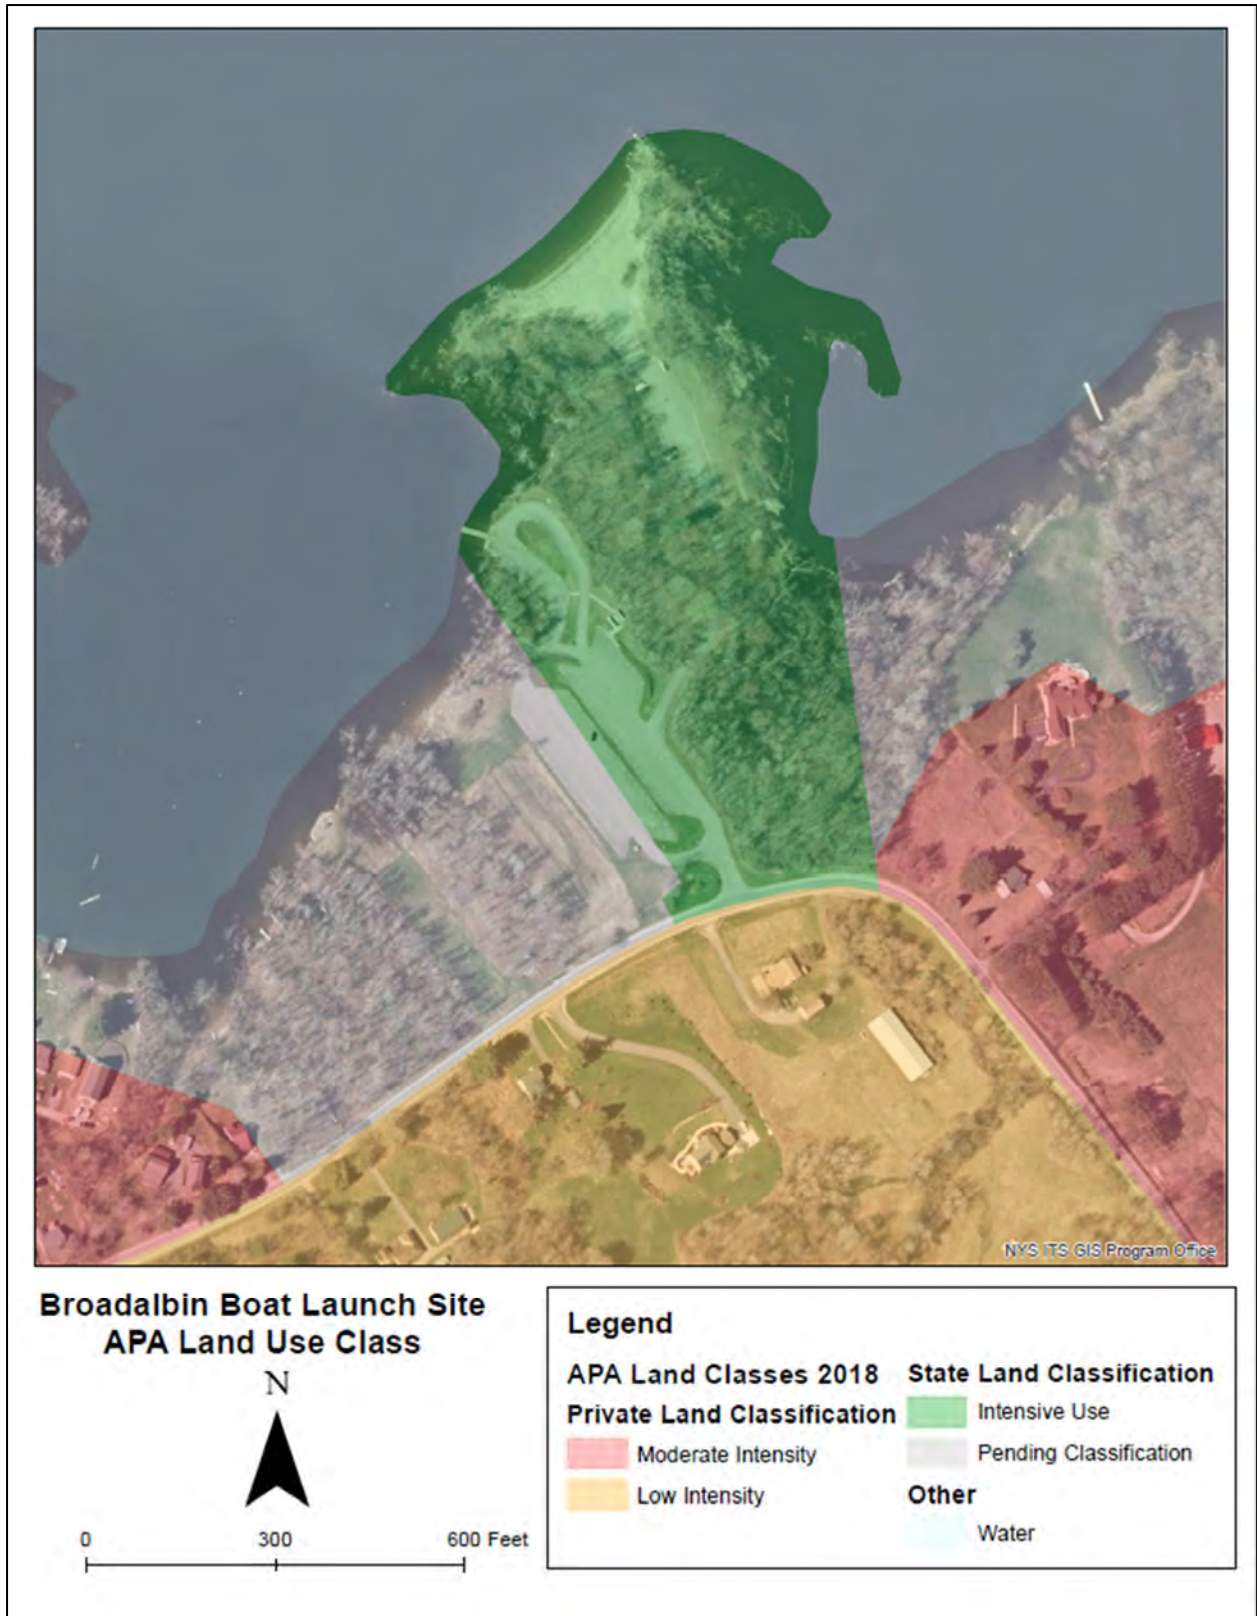 NYS ITS GIS Program Office
Broadalbin Boat Launch Site
APA Land Use Class
N
0 300 600 Feet
Legend
APA Land Classes 2018
Private Land Classification
Moderate Intensity
Low Intensity
State Land Classification
Intensive Use
Pending Classification
Other
Water